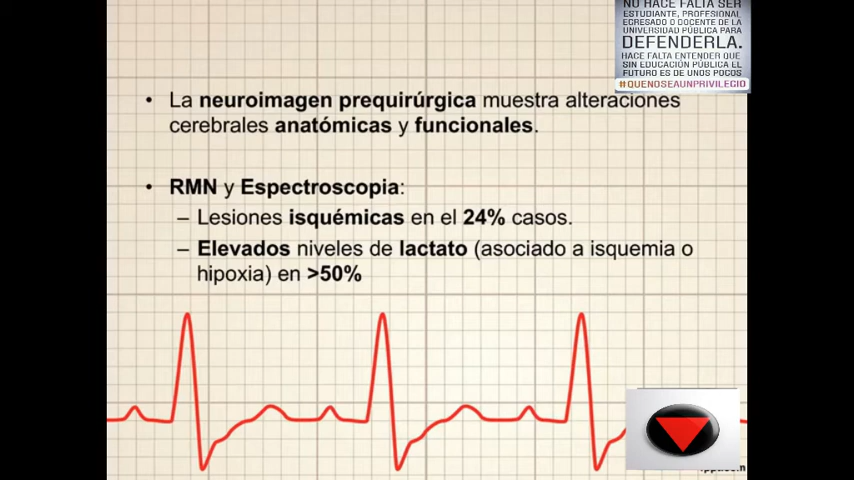 NO HACE FALTA SER
ESTUDIANTE, PROFESIONAL
EGRESADO O DOCENTE DE LA
UNIVERSIDAD PÚBLICA PARA
DEFENDERLA.
HACE FALTA ENTENDER QUE
SIN EDUCACIÓN PÚBLICA EL
FUTURO ES DE UNOS POCOS
#QUENOSEAUNPRIVILEGIO
• La neuroimagen prequirúrgica muestra alteraciones
cerebrales anatómicas y funcionales.
• RMN y Espectroscopia:
– Lesiones isquémicas en el 24% casos.
– Elevados niveles de lactato (asociado a isquemia o
hipoxia) en >50%